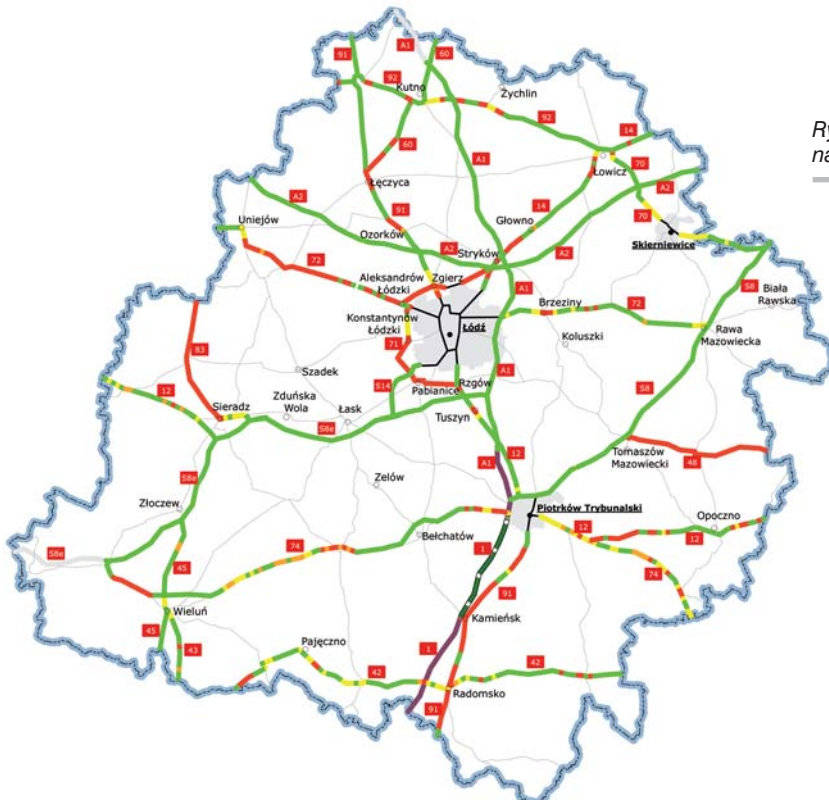 91
A1
60
92
Kutno
Żychlin
92
14
60
A1
70
Łowicz
Łęczyca
A2
A2
14
70
91
Głowno
Uniejów
Ozorków
Skierniewice
A2
Stryków
A2
72
Aleksandrów
Łódzki
Zgierz
S8
Biała
Rawska
A1
Brzeziny
72
Konstantynów
Łódzki
Łódź
Rawa
Mazowiecka
71
Koluszki
83
Szadek
A1
S14
Pabianice
Rzgów
12
S8
Zduńska
Wola
Sieradz
Łask
Tuszyn
S8e
12
Tomaszów
Mazowiecki
A1
48
S8e
Zelów
Złoczew
Piotrków Trybunalski
Opoczno
12
12
Bełchatów
74
1
S8e
45
74
91
Wieluń
Kamieńsk
45
43
Pajęczno
1
42
42
Radomsko
91
Ry
na